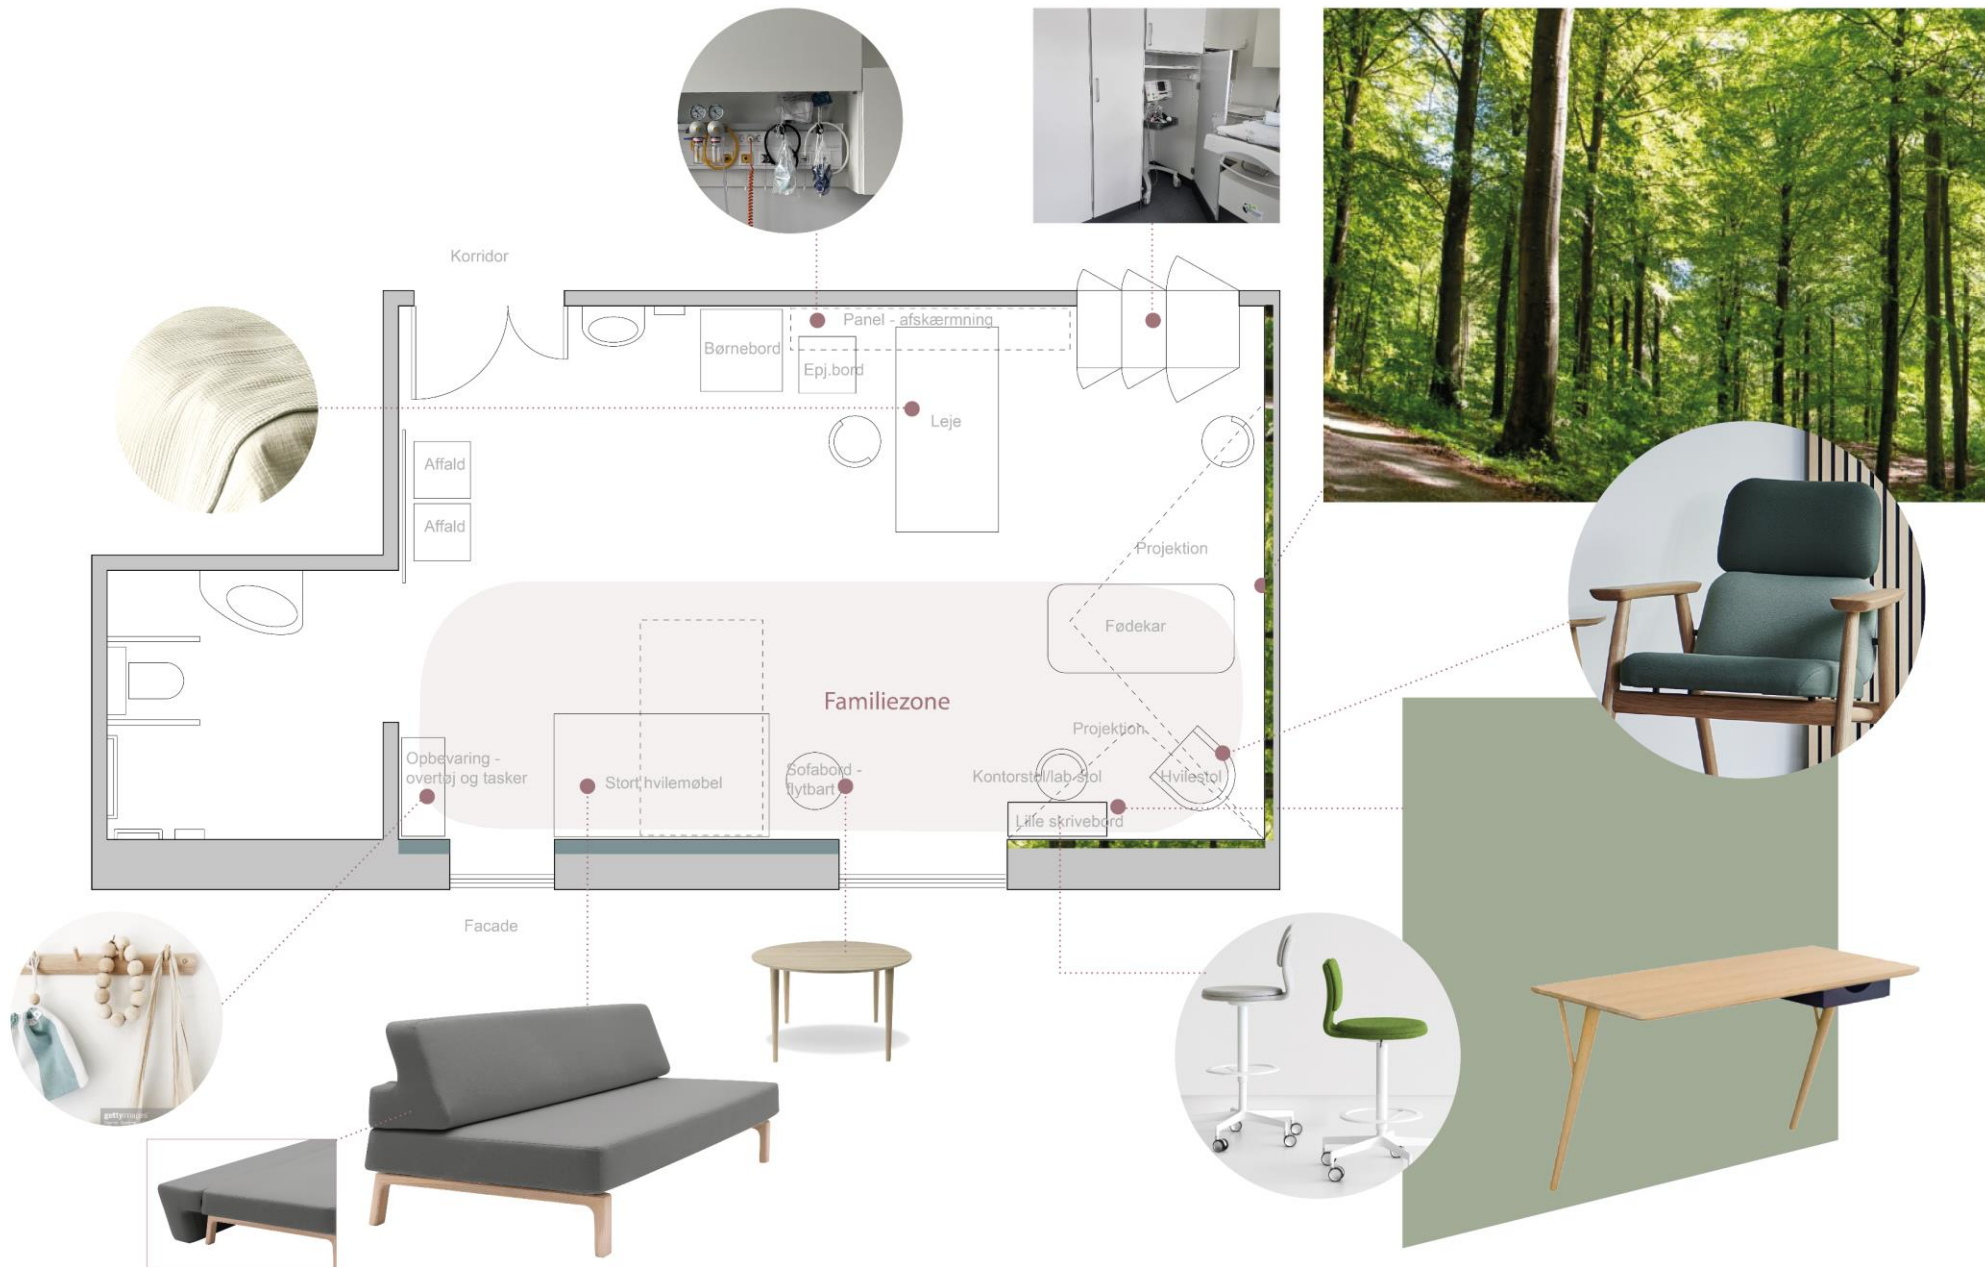 Korridor
Panel - afskærmning
Børnebord
Epj.bord
Leje
Affald
Affald
Projektion
Fødekar
Familiezone
Projektion
Opbevaring -
overtøj og tasker
Stort hvilemøbel
Sofabord -
flytbart
Kontorstol/lab-stol
Hvilestol
Lille skrivebord
Facade
gettyimages